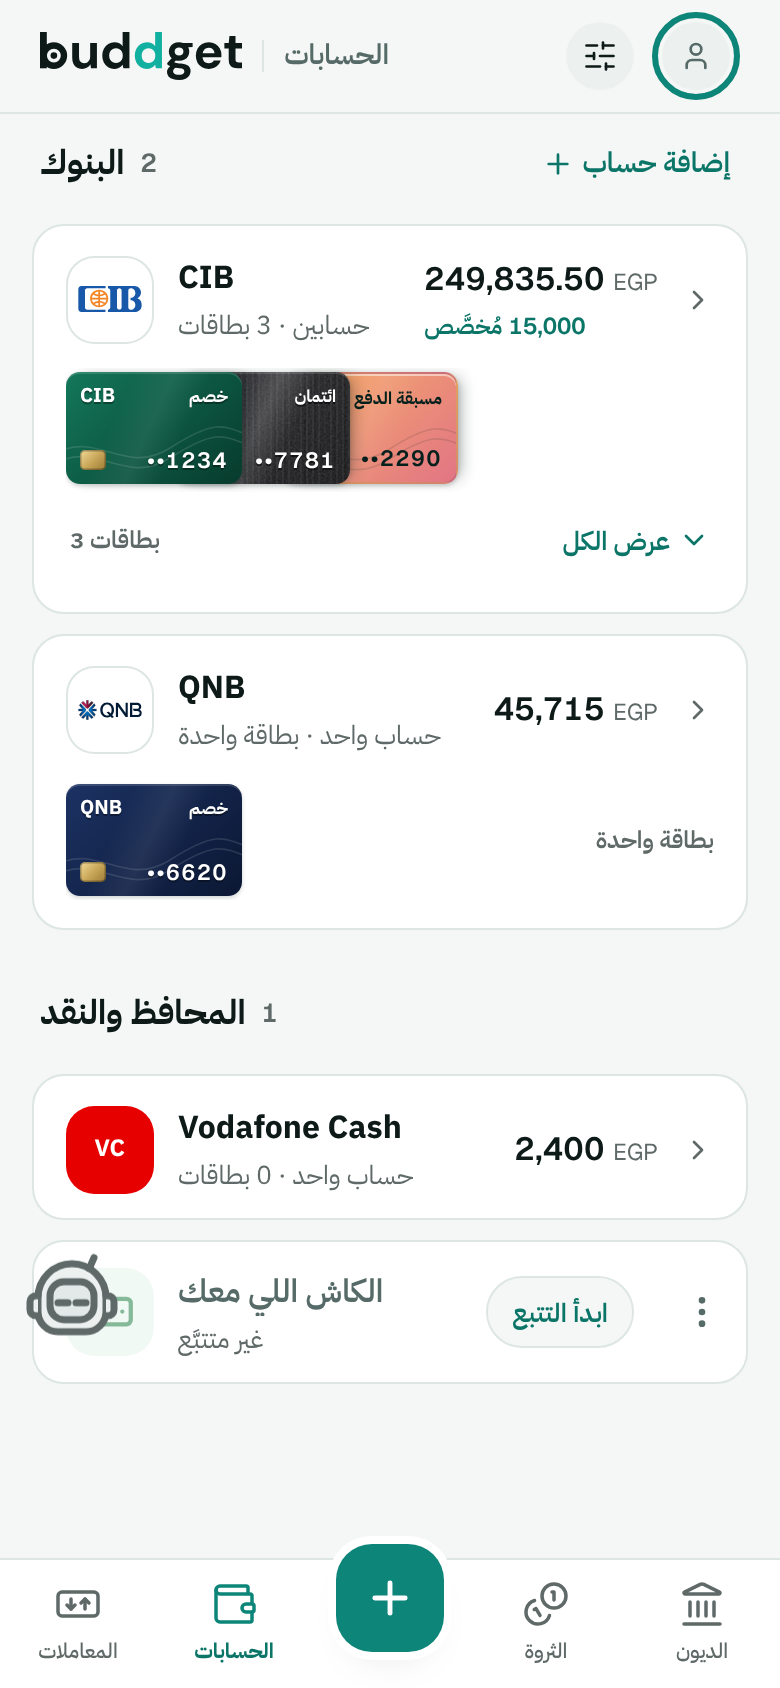 buddget
الحسابات
البنوك 2
إضافة حساب +
CIB
CIB
249,835.50 EGP
حسابين · 3 بطاقات
15,000 مُخصَّص
CIB خصم
••1234
ائتمان
••7781
مسبقة الدفع
••2290
3 بطاقات
عرض الكل
QNB
QNB
45,715 EGP
حساب واحد · بطاقة واحدة
QNB خصم
••6620
بطاقة واحدة
المحافظ والنقد 1
VC
Vodafone Cash
2,400 EGP
حساب واحد · 0 بطاقات
الكاش اللي معك
غير متتبَّع
ابدأ التتبع
المعاملات
الحسابات
الثروة
الديون